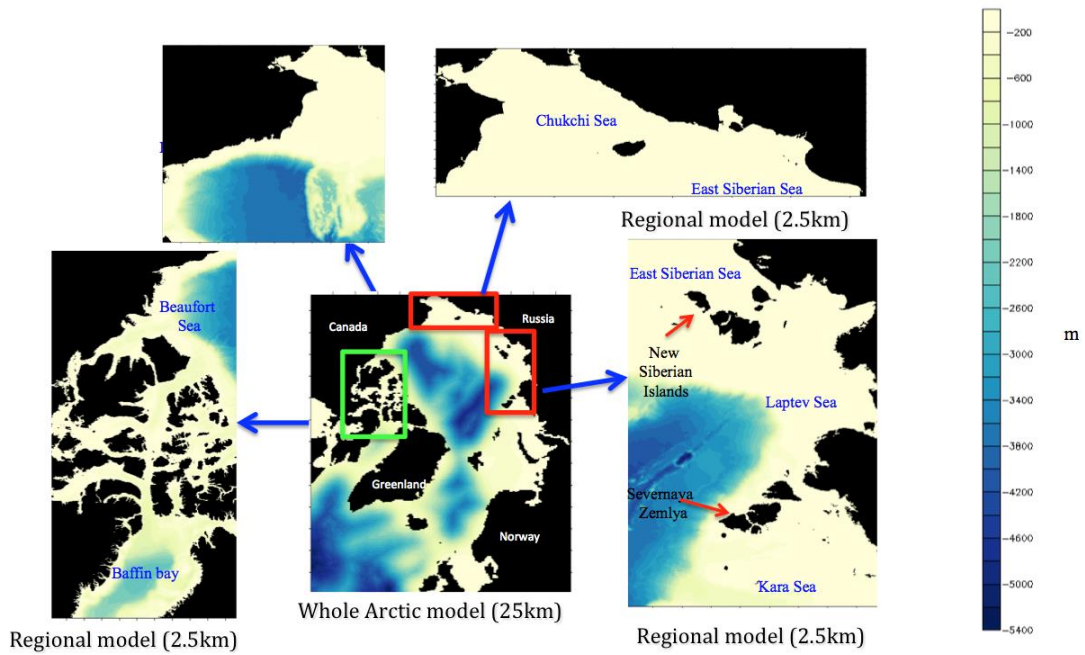 Chukchi Sea
East Siberian Sea
Regional model (2.5km)
Beaufort
Sea
Baffin bay
Regional model (2.5km)
Canada
Russia
Greenland
Norway
Whole Arctic model (25km)
East Siberian Sea
New
Siberian
Islands
Laptev Sea
Severnaya
Zemlya
Kara Sea
Regional model (2.5km)
-200
-600
-1000
-1400
-1800
-2200
-2600
-3000
-3400
-3800
-4200
-4600
-5000
-5400
m